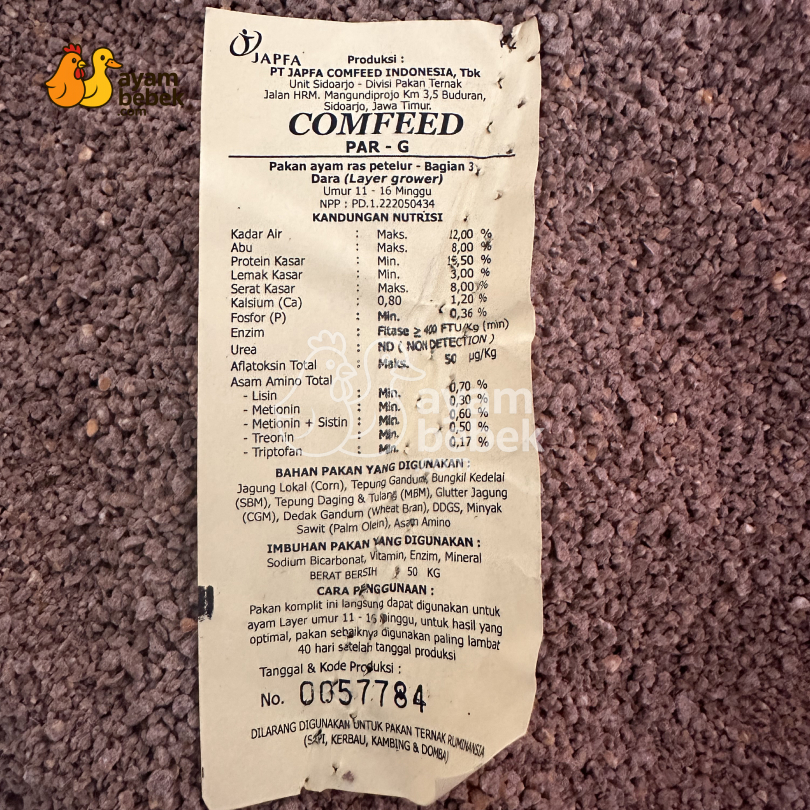 ayam
bebek
.com
JAPFA
Produksi :
PT JAPFA COMFEED INDONESIA, Tbk
Unit Sidoarjo - Divisi Pakan Ternak
Jalan HRM. Mangundiprojo Km 3,5 Buduran,
Sidoarjo, Jawa Timur.
COMFEED
PAR - G
Pakan ayam ras petelur - Bagian 3,
Dara (Layer grower)
Umur 11 - 16 Minggu
NPP : PD.1.222050434
KANDUNGAN NUTRISI
Kadar Air : Maks. 12,00 %
Abu : Maks. 8,00 %
Protein Kasar : Min. 15,50 %
Lemak Kasar : Min. 3,00 %
Serat Kasar : Maks. 8,00 %
Kalsium (Ca) : 0,80 1,20 %
Fosfor (P) : Min. 0,36 %
Enzim : Fitase ≥ 400 FTU/Kg (min)
Urea : ND ( NON DETECTION )
Aflatoksin Total : Maks. 50 µg/Kg
Asam Amino Total
- Lisin : Min. 0,70 %
- Metionin : Min. 0,30 %
- Metionin + Sistin : Min. 0,60 %
- Treonin : Min. 0,50 %
- Triptofan : Min. 0,17 %
ayam
bebek
BAHAN PAKAN YANG DIGUNAKAN :
Jagung Lokal (Corn), Tepung Gandum, Bungkil Kedelai
(SBM), Tepung Daging & Tulang (MBM), Glutter Jagung
(CGM), Dedak Gandum (Wheat Bran), DDGS, Minyak
Sawit (Palm Olein), Asam Amino
IMBUHAN PAKAN YANG DIGUNAKAN :
Sodium Bicarbonat, Vitamin, Enzim, Mineral
BERAT BERSIH : 50 KG
CARA PENGGUNAAN :
Pakan komplit ini langsung dapat digunakan untuk
ayam Layer umur 11 - 16 minggu, untuk hasil yang
optimal, pakan sebaiknya digunakan paling lambat
40 hari setelah tanggal produksi
Tanggal & Kode Produksi :
No. 0057784
DILARANG DIGUNAKAN UNTUK PAKAN TERNAK RUMINANSIA
(SAPI, KERBAU, KAMBING & DOMBA)